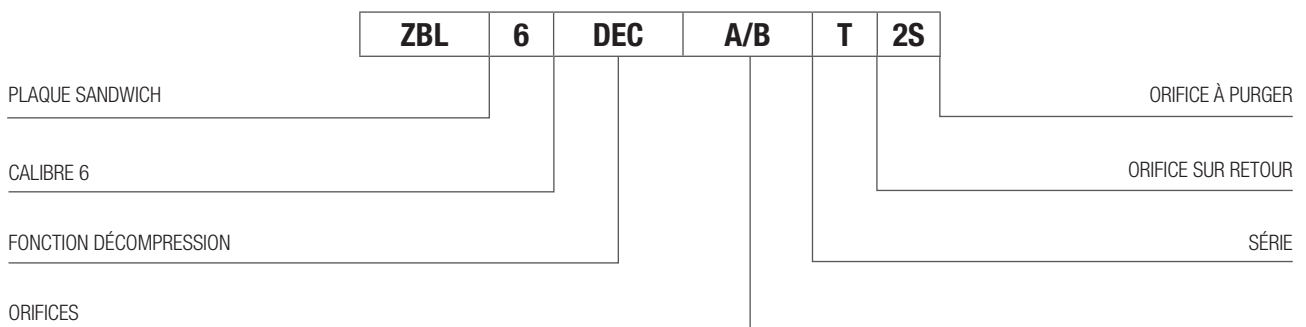 ZBL 6 DEC A/B T 2S
PLAQUE SANDWICH
ORIFICE À PURGER
CALIBRE 6
ORIFICE SUR RETOUR
FONCTION DÉCOMPRESSION
SÉRIE
ORIFICES